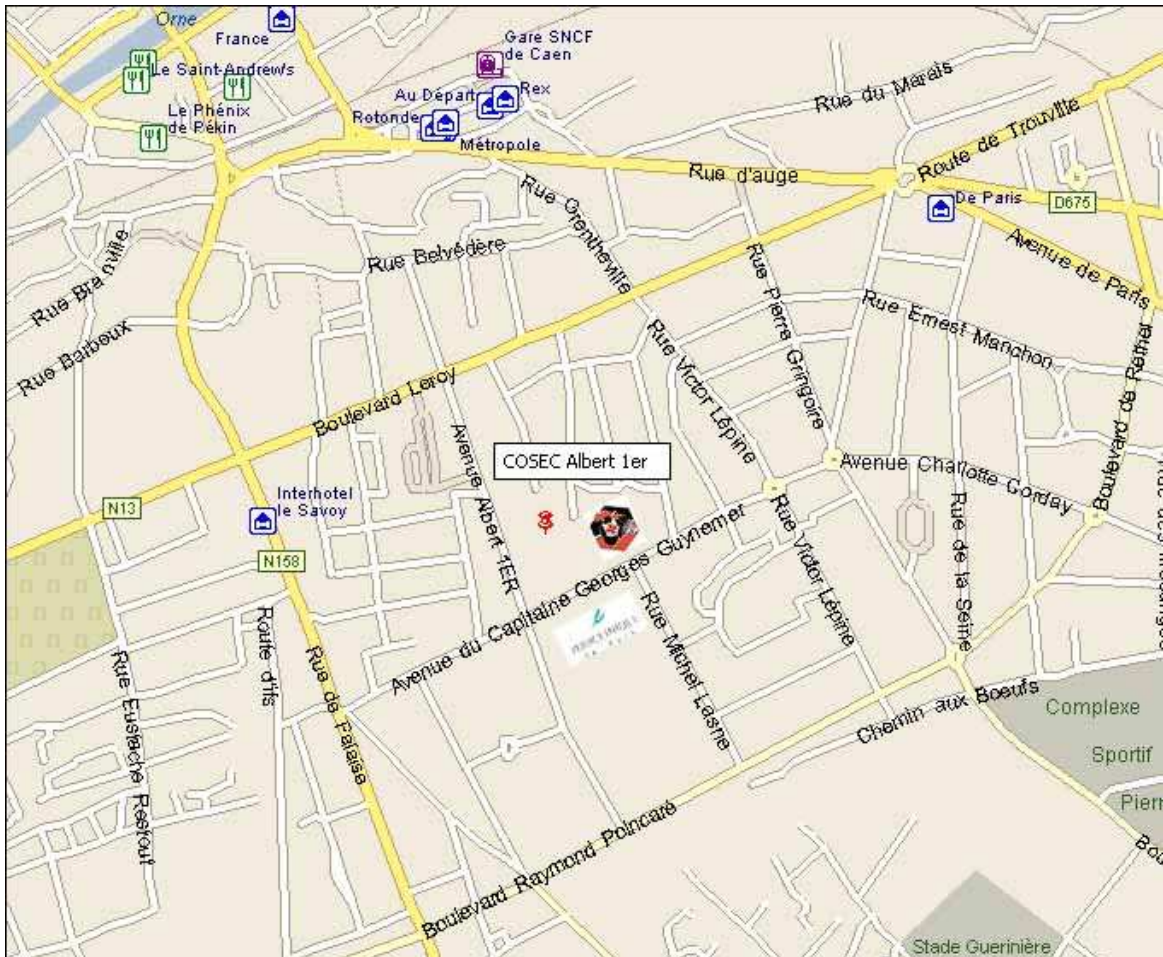 Orne
France
Gare SNCF
de Caen
Le Saint-Andrews
Au Départ
Rex
Rue du Marais
Le Phénix
de Pékin
Rotonde
Métropole
Route de Trouville
Rue d'auge
De Paris
D675
Rue Grentheville
Rue Belvédère
Avenue de Paris
Rue Branville
Rue Barbeux
Rue Pierre Gringoire
Rue Ernest Manchon
Boulevard de Rethel
Boulevard Leroy
Rue Victor Lépine
Avenue Albert 1ER
COSEC Albert 1er
Avenue Charlotte Corday
N13
Interhotel
le Savoy
N158
Avenue du Capitaine Georges Guynemer
Rue Victor Lépine
Rue de la Seine
Route d'Ifs
Rue de Falaise
Rue Eustache Restout
Rue Michel Lasne
Chemin aux Boeufs
Complexe
Sportif
Pierr
Boulevard Raymond Poincaré
Bou
Stade Guerinière